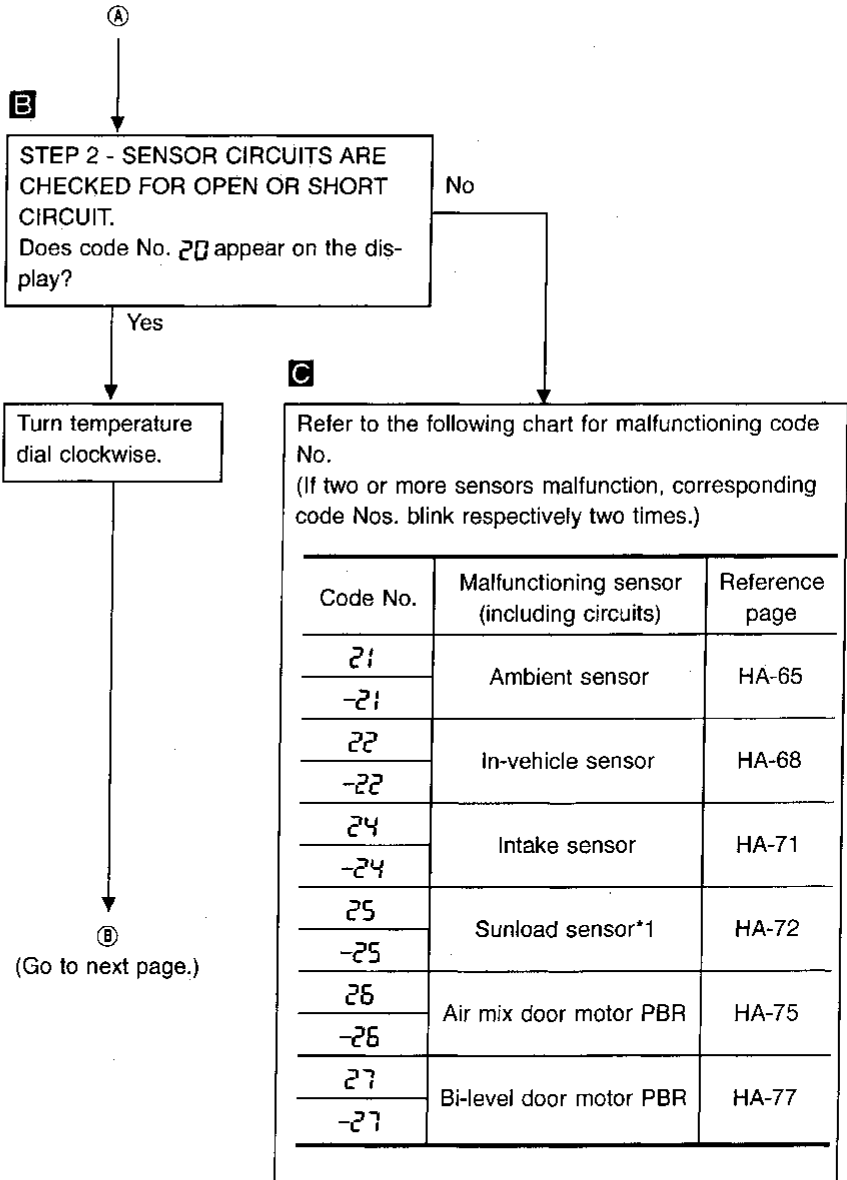 Ⓐ
B
STEP 2 - SENSOR CIRCUITS ARE
CHECKED FOR OPEN OR SHORT
CIRCUIT.
Does code No. 20 appear on the dis-
play?
No
Yes
Turn temperature
dial clockwise.
Ⓑ
(Go to next page.)
C
Refer to the following chart for malfunctioning code
No.
(If two or more sensors malfunction, corresponding
code Nos. blink respectively two times.)
Code No. Malfunctioning sensor (including circuits) Reference page
21
-21
Ambient sensor HA-65
22
-22
In-vehicle sensor HA-68
24
-24
Intake sensor HA-71
25
-25
Sunload sensor*1 HA-72
26
-26
Air mix door motor PBR HA-75
27
-27
Bi-level door motor PBR HA-77